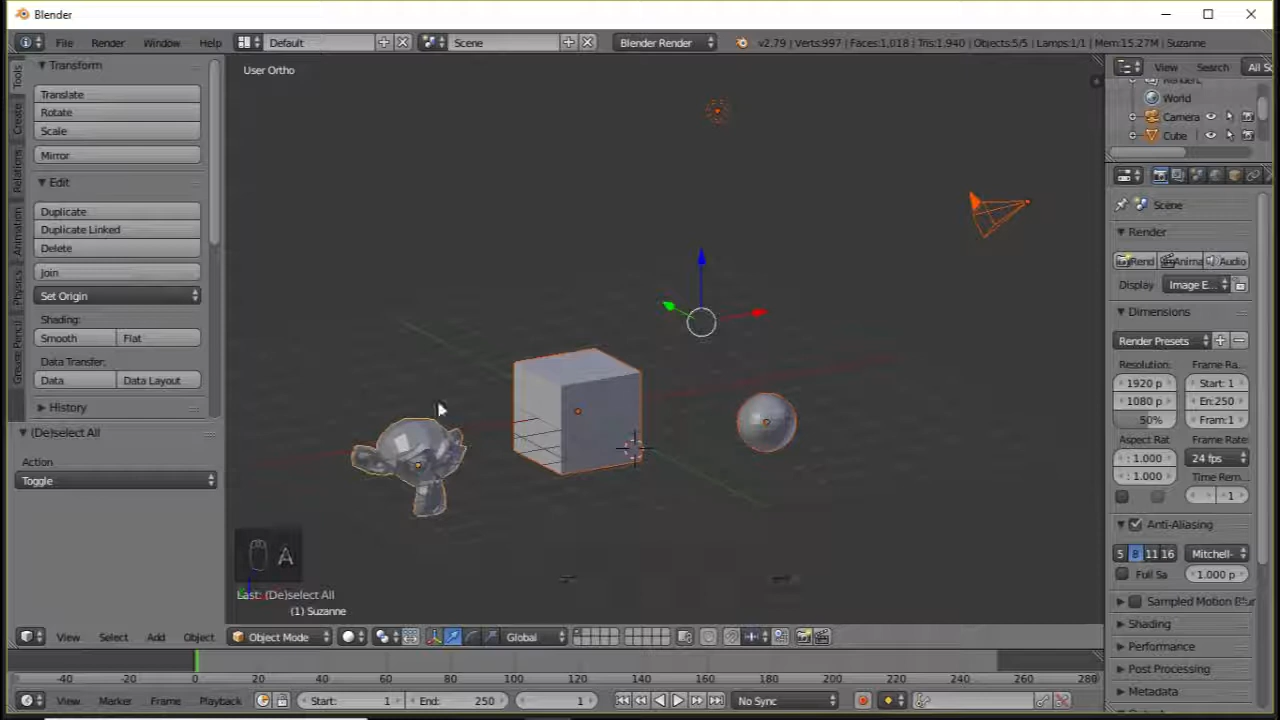 Blender
File Render Window Help Default Scene Blender Render v2.79 | Verts:997 | Faces:1,018 | Tris:1,940 | Objects:5/5 | Lamps:1/1 | Mem:15.27M | Suzanne
Tools
Create
Relations
Animation
Physics
Grease Pencil
Transform
Translate
Rotate
Scale
Mirror
Edit
Duplicate
Duplicate Linked
Delete
Join
Set Origin
Shading:
Smooth Flat
Data Transfer:
Data Data Layout
History
(De)select All
Action
Toggle
User Ortho
A
Last: (De)select All
(1) Suzanne
View Search All Sc
World
Camera
Cube
Scene
Render
Rend Anima Audio
Display Image E...
Dimensions
Render Presets
Resolution: Frame Ra
1920 p Start: 1
1080 p En:250
50% Fram:1
Aspect Rat Frame Rate:
: 1.000 24 fps
: 1.000 Time Rem
1
Anti-Aliasing
5 8 11 16 Mitchell-
Full Sa 1.000 p
Sampled Motion Blur
Shading
Performance
Post Processing
Metadata
View Select Add Object Object Mode Global
-40 -20 0 20 40 60 80 100 120 140 160 180 200 220 240 260 280
View Marker Frame Playback Start: 1 End: 250 1 No Sync